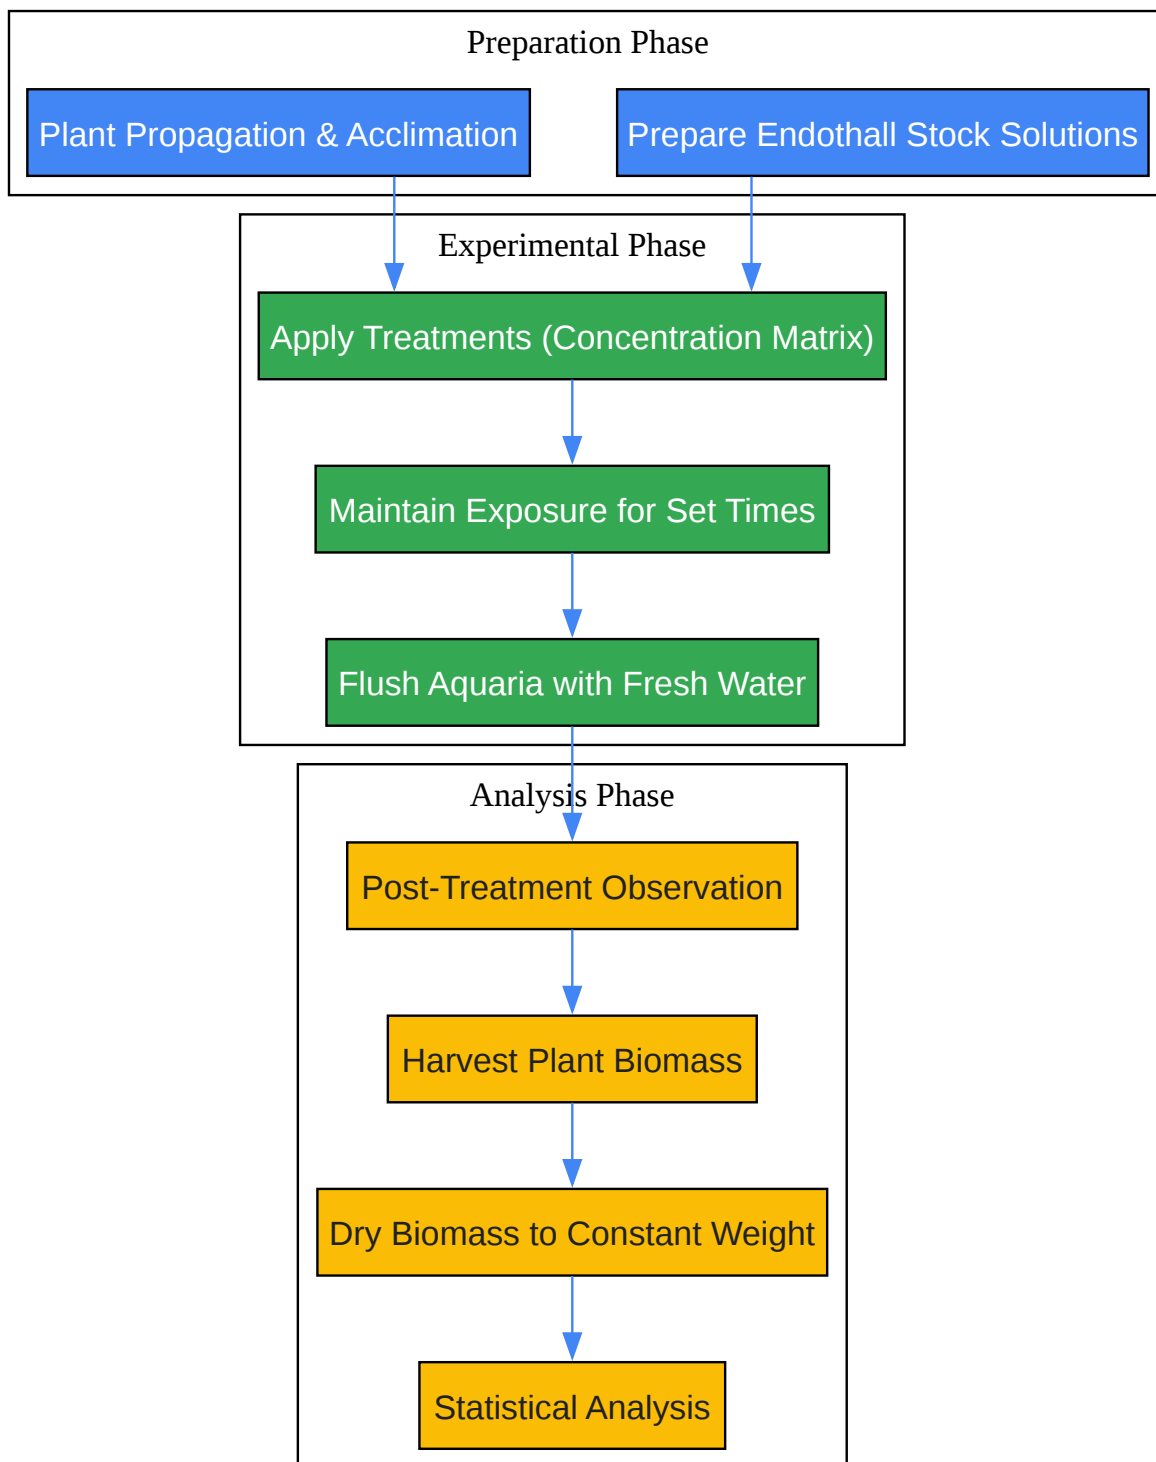 Preparation Phase
Plant Propagation & Acclimation
Prepare Endothall Stock Solutions
Experimental Phase
Apply Treatments (Concentration Matrix)
Maintain Exposure for Set Times
Flush Aquaria with Fresh Water
Analysis Phase
Post-Treatment Observation
Harvest Plant Biomass
Dry Biomass to Constant Weight
Statistical Analysis